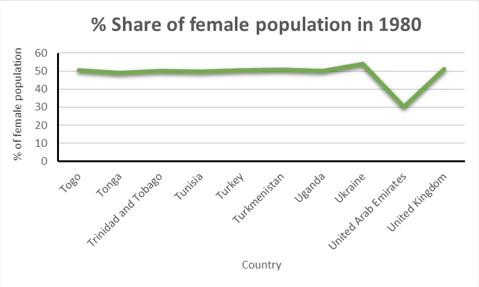 % Share of female population in 1980
% of female population
60
50
40
30
20
10
0
Togo
Tonga
Trinidad and Tobago
Tunisia
Turkey
Turkmenistan
Uganda
Ukraine
United Arab Emirates
United Kingdom
Country